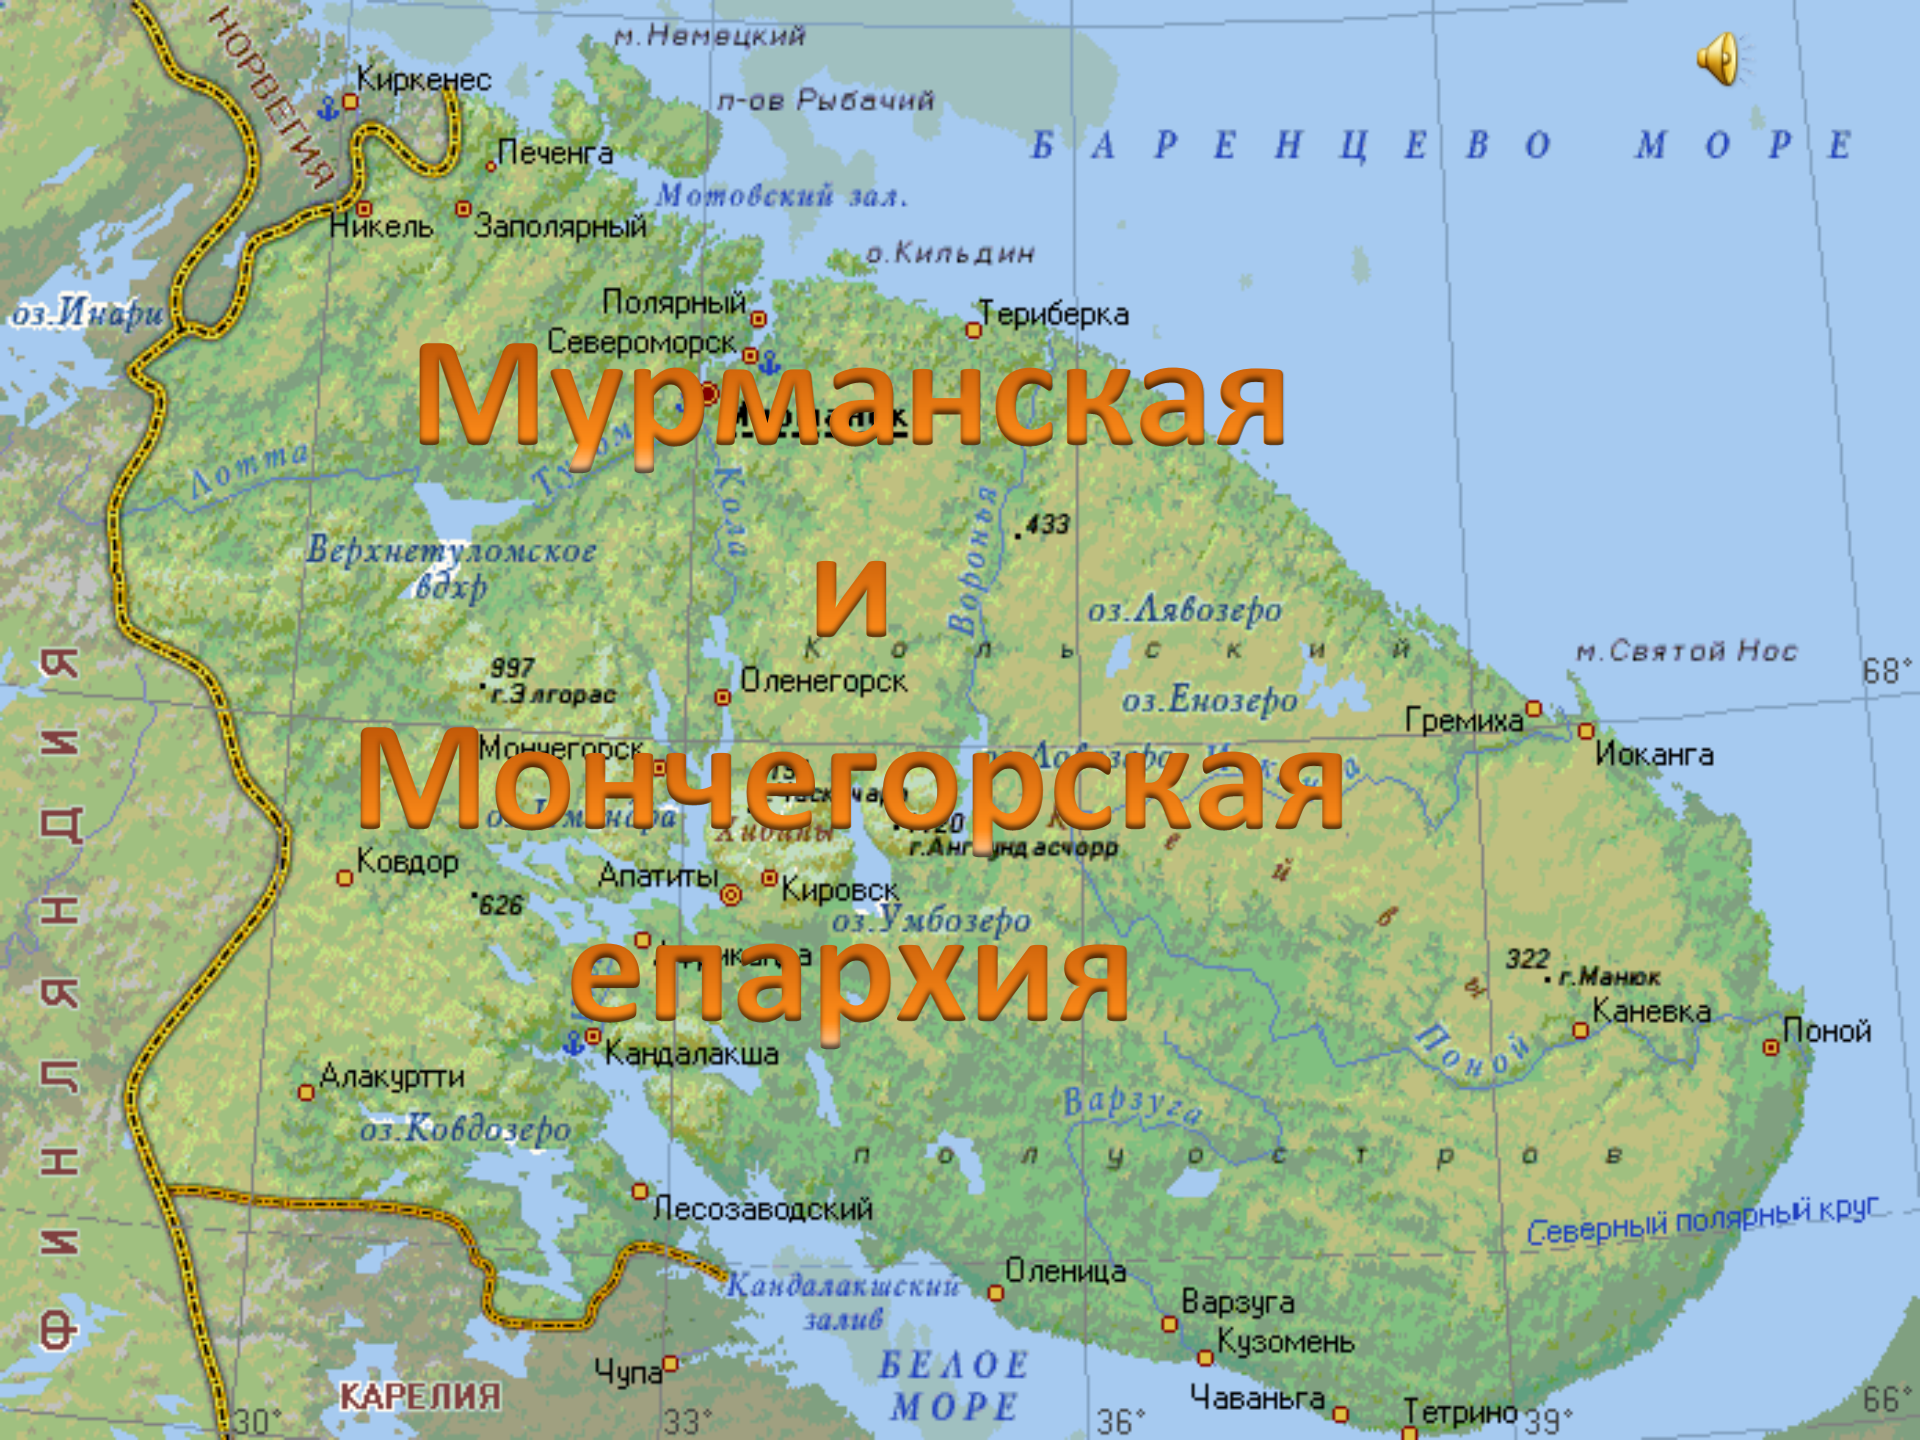 м.Немецкий
НОРВЕГИЯ
Киркенес
п-ов Рыбачий
БАРЕНЦЕВО МОРЕ
Печенга
Мотовский зал.
Никель
Заполярный
о.Кильдин
оз.Инари
Полярный
Териберка
Североморск
Мурманская
Мурманск
Лотта
Кола
Воронья
433
Верхнетуломское
вдхр
и
оз.Лявозеро
Кольский
м.Святой Нос
68°
997
г.Элгорас
Оленегорск
оз.Енозеро
Гремиха
Мончегорск
Иоканга
Мончегорская
Хибины
ФИНЛЯНДИЯ
Ковдор
626
Апатиты
Кировск
оз.Умбозеро
322
г.Манюк
епархия
Каневка
Поной
Поной
Кандалакша
Алакуртти
оз.Ковдозеро
Варзуга
полуостров
Лесозаводский
Северный полярный круг
Кандалакшский
залив
Оленица
Варзуга
Кузомень
Чупа
БЕЛОЕ
МОРЕ
КАРЕЛИЯ
Чаваньга
Тетрино
66°
30°
33°
36°
39°